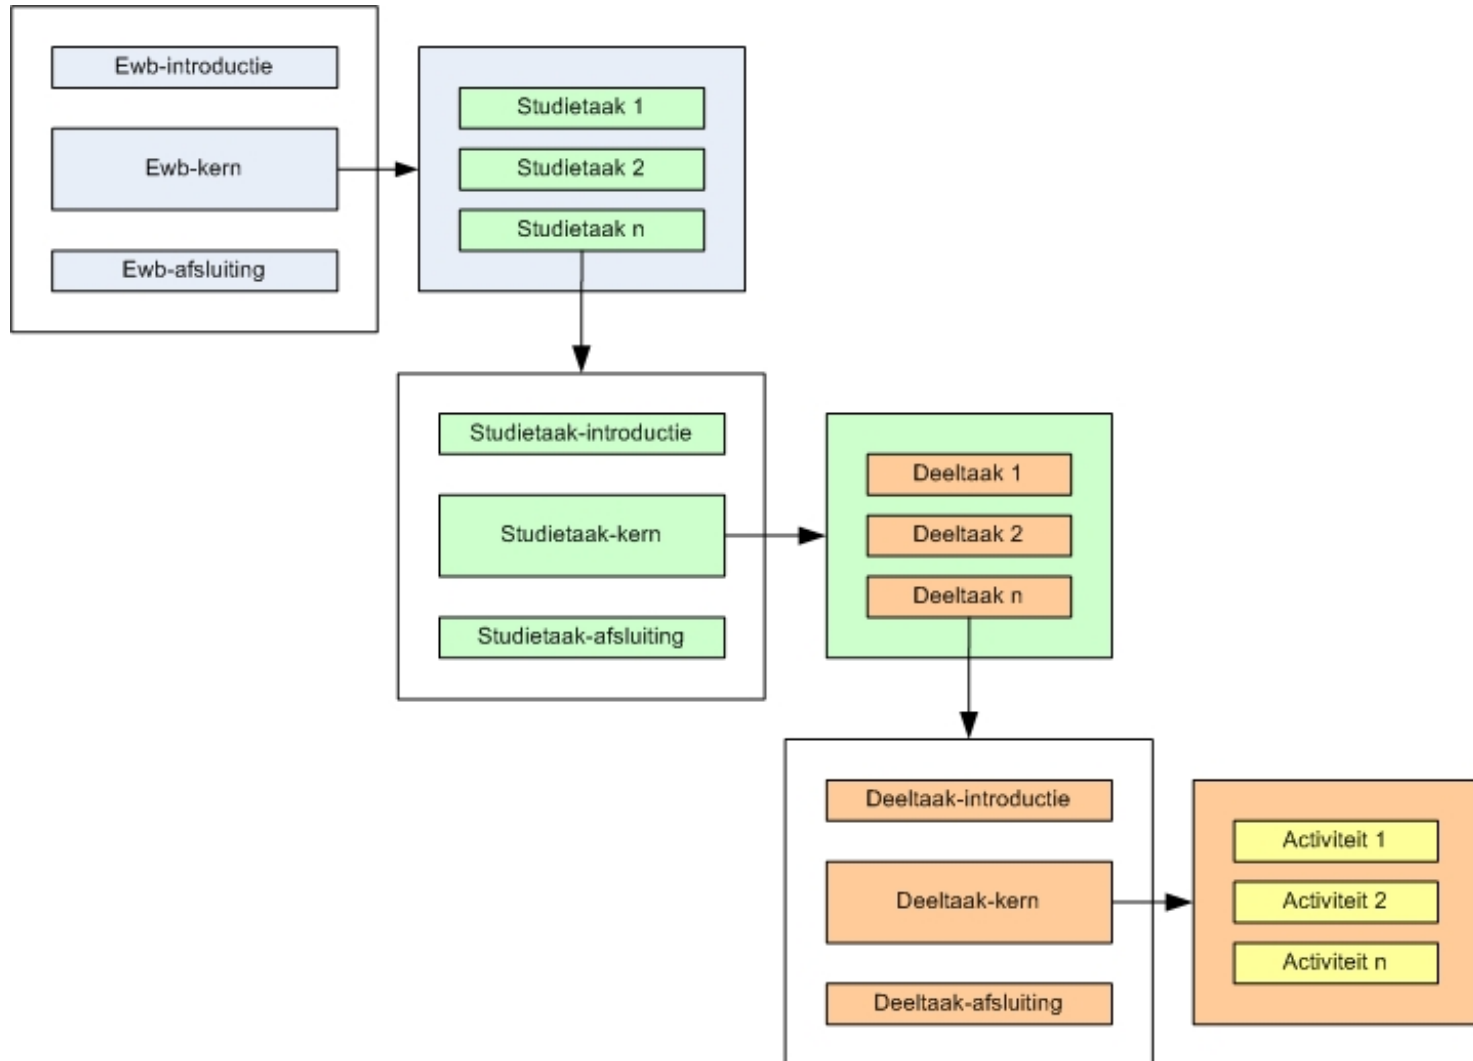 Ewb-introductie
Ewb-kern
Ewb-afsluiting
Studietaak 1
Studietaak 2
Studietaak n
Studietaak-introductie
Studietaak-kern
Studietaak-afsluiting
Deeltaak 1
Deeltaak 2
Deeltaak n
Deeltaak-introductie
Deeltaak-kern
Deeltaak-afsluiting
Activiteit 1
Activiteit 2
Activiteit n